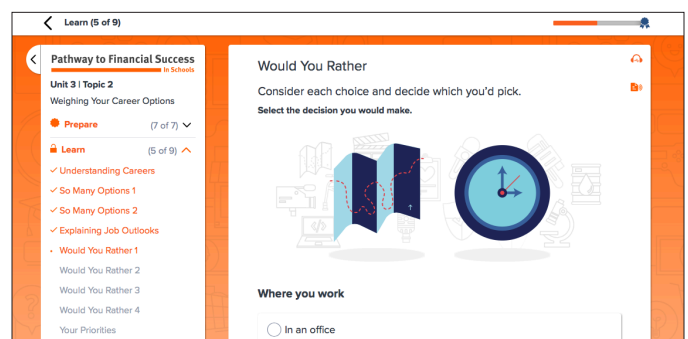 Learn (5 of 9)
Pathway to Financial Success
In Schools
Unit 3 | Topic 2
Weighing Your Career Options
Prepare (7 of 7)
Learn (5 of 9)
✓ Understanding Careers
✓ So Many Options 1
✓ So Many Options 2
✓ Explaining Job Outlooks
• Would You Rather 1
Would You Rather 2
Would You Rather 3
Would You Rather 4
Your Priorities
Would You Rather
Consider each choice and decide which you'd pick.
Select the decision you would make.
Where you work
In an office